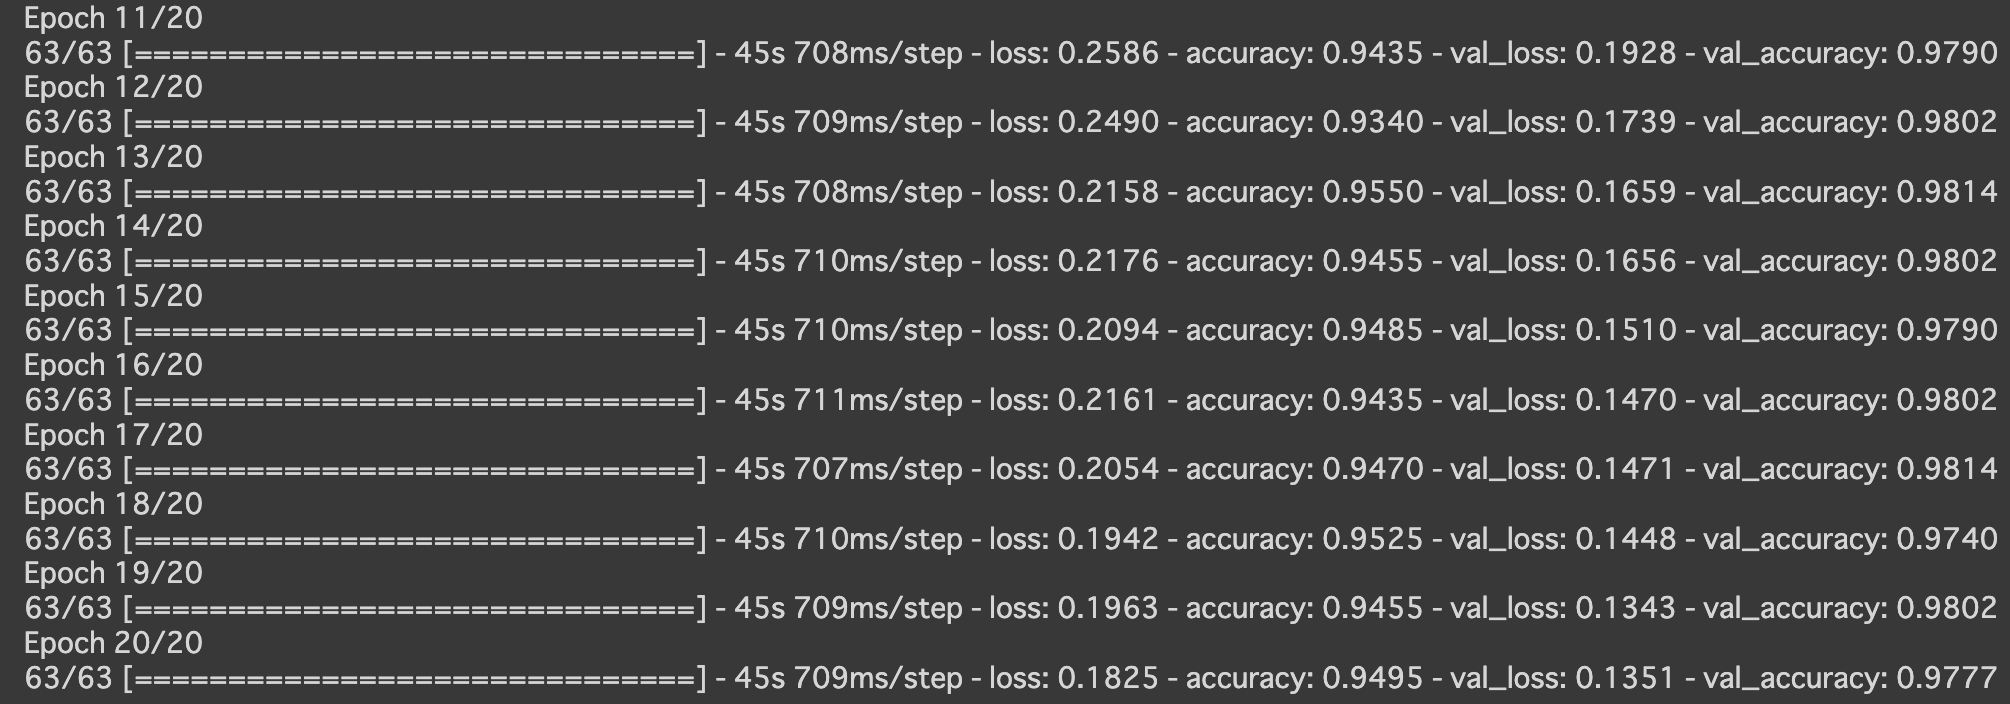 Epoch 11/20
63/63 [==============================] - 45s 708ms/step - loss: 0.2586 - accuracy: 0.9435 - val_loss: 0.1928 - val_accuracy: 0.9790
Epoch 12/20
63/63 [==============================] - 45s 709ms/step - loss: 0.2490 - accuracy: 0.9340 - val_loss: 0.1739 - val_accuracy: 0.9802
Epoch 13/20
63/63 [==============================] - 45s 708ms/step - loss: 0.2158 - accuracy: 0.9550 - val_loss: 0.1659 - val_accuracy: 0.9814
Epoch 14/20
63/63 [==============================] - 45s 710ms/step - loss: 0.2176 - accuracy: 0.9455 - val_loss: 0.1656 - val_accuracy: 0.9802
Epoch 15/20
63/63 [==============================] - 45s 710ms/step - loss: 0.2094 - accuracy: 0.9485 - val_loss: 0.1510 - val_accuracy: 0.9790
Epoch 16/20
63/63 [==============================] - 45s 711ms/step - loss: 0.2161 - accuracy: 0.9435 - val_loss: 0.1470 - val_accuracy: 0.9802
Epoch 17/20
63/63 [==============================] - 45s 707ms/step - loss: 0.2054 - accuracy: 0.9470 - val_loss: 0.1471 - val_accuracy: 0.9814
Epoch 18/20
63/63 [==============================] - 45s 710ms/step - loss: 0.1942 - accuracy: 0.9525 - val_loss: 0.1448 - val_accuracy: 0.9740
Epoch 19/20
63/63 [==============================] - 45s 709ms/step - loss: 0.1963 - accuracy: 0.9455 - val_loss: 0.1343 - val_accuracy: 0.9802
Epoch 20/20
63/63 [==============================] - 45s 709ms/step - loss: 0.1825 - accuracy: 0.9495 - val_loss: 0.1351 - val_accuracy: 0.9777